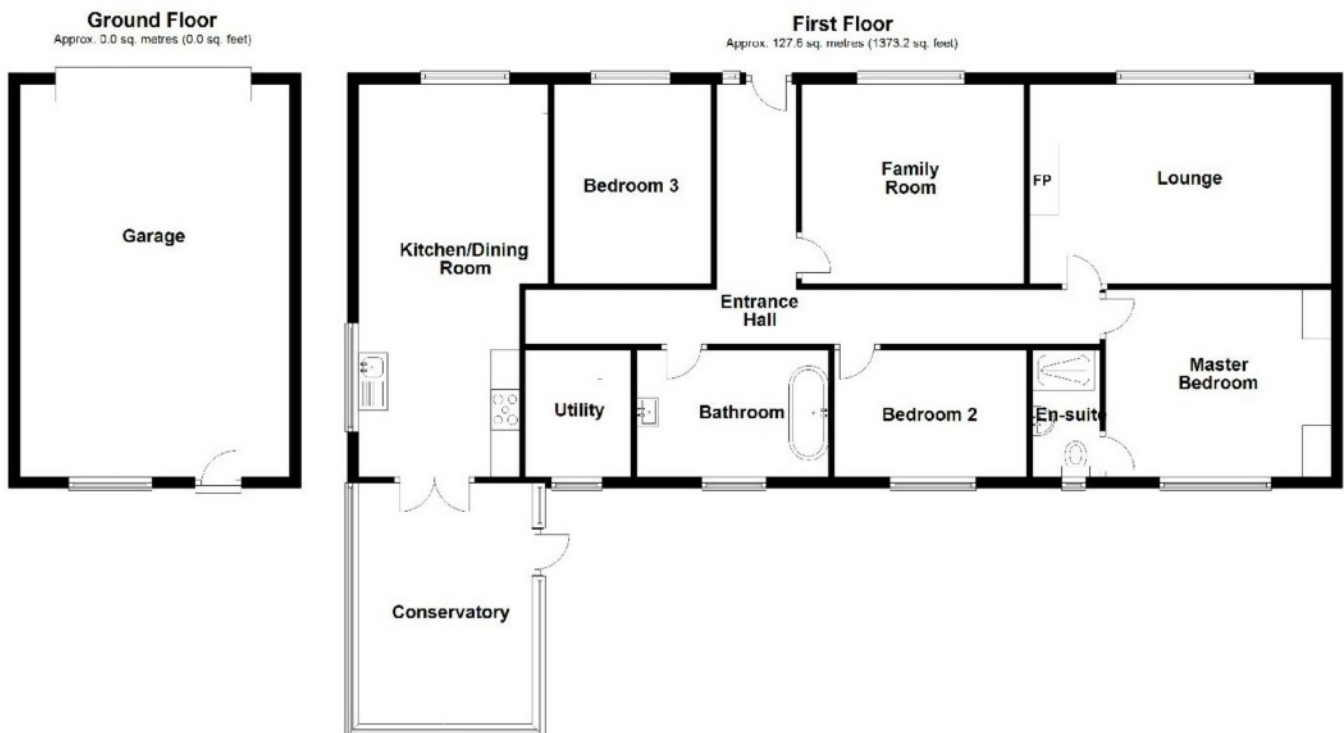 Ground Floor
Approx. 0.0 sq. metres (0.0 sq. feet)
First Floor
Approx. 127.6 sq. metres (1373.2 sq. feet)
Garage
Kitchen/Dining
Room
Bedroom 3
Family
Room
FP
Lounge
Entrance
Hall
Utility
Bathroom
Bedroom 2
En-suite
Master
Bedroom
Conservatory